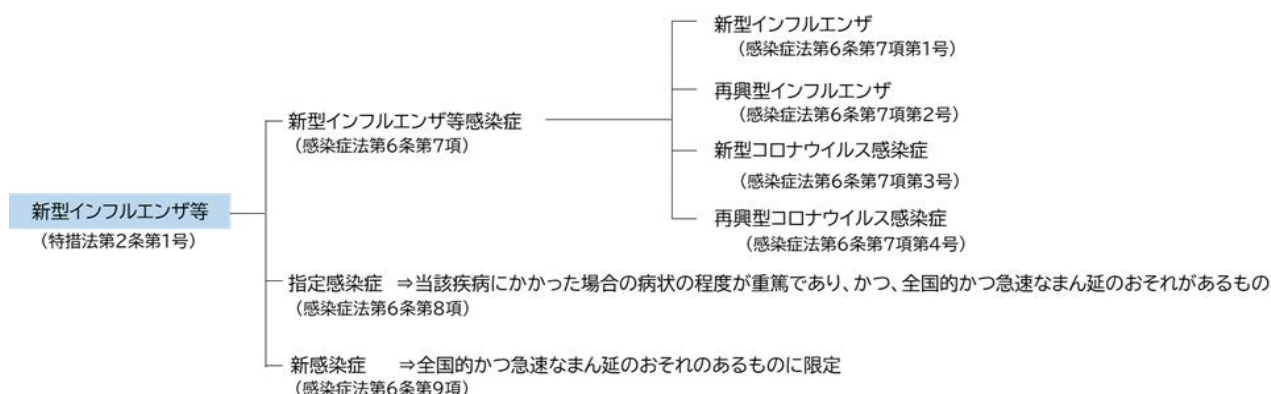 新型インフルエンザ
(感染症法第6条第7項第1号)
再興型インフルエンザ
(感染症法第6条第7項第2号)
新型インフルエンザ等感染症
(感染症法第6条第7項)
新型コロナウイルス感染症
(感染症法第6条第7項第3号)
再興型コロナウイルス感染症
(感染症法第6条第7項第4号)
新型インフルエンザ等
(特措法第2条第1号)
指定感染症 ⇒当該疾病にかかった場合の病状の程度が重篤であり、かつ、全国的かつ急速なまん延のおそれがあるもの
(感染症法第6条第8項)
新感染症 ⇒全国的かつ急速なまん延のおそれのあるものに限定
(感染症法第6条第9項)